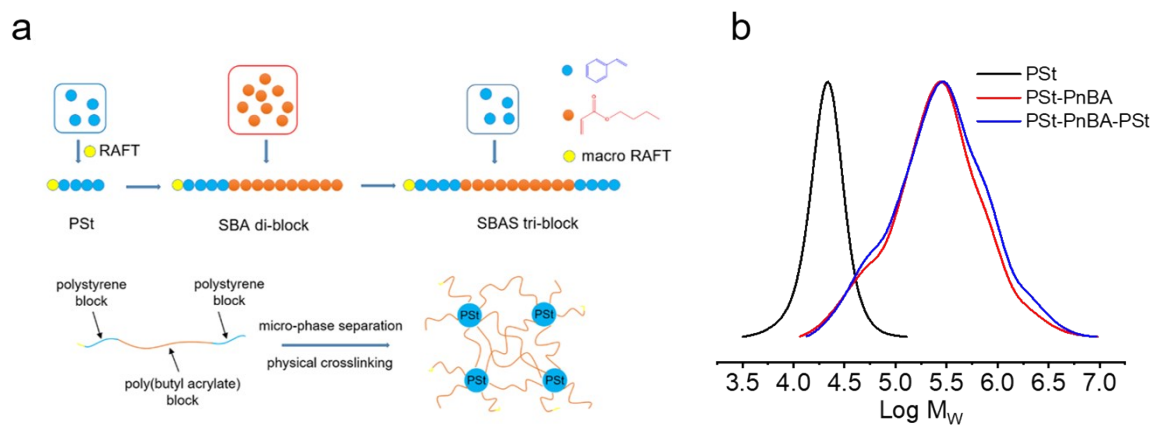 a
RAFT
macro RAFT
PSt
SBA di-block
SBAS tri-block
polystyrene
block
polystyrene
block
poly(butyl acrylate)
block
micro-phase separation
physical crosslinking
PSt
PSt
PSt
PSt
O
O
b
PSt
PSt-PnBA
PSt-PnBA-PSt
3.5 4.0 4.5 5.0 5.5 6.0 6.5 7.0
Log Mw